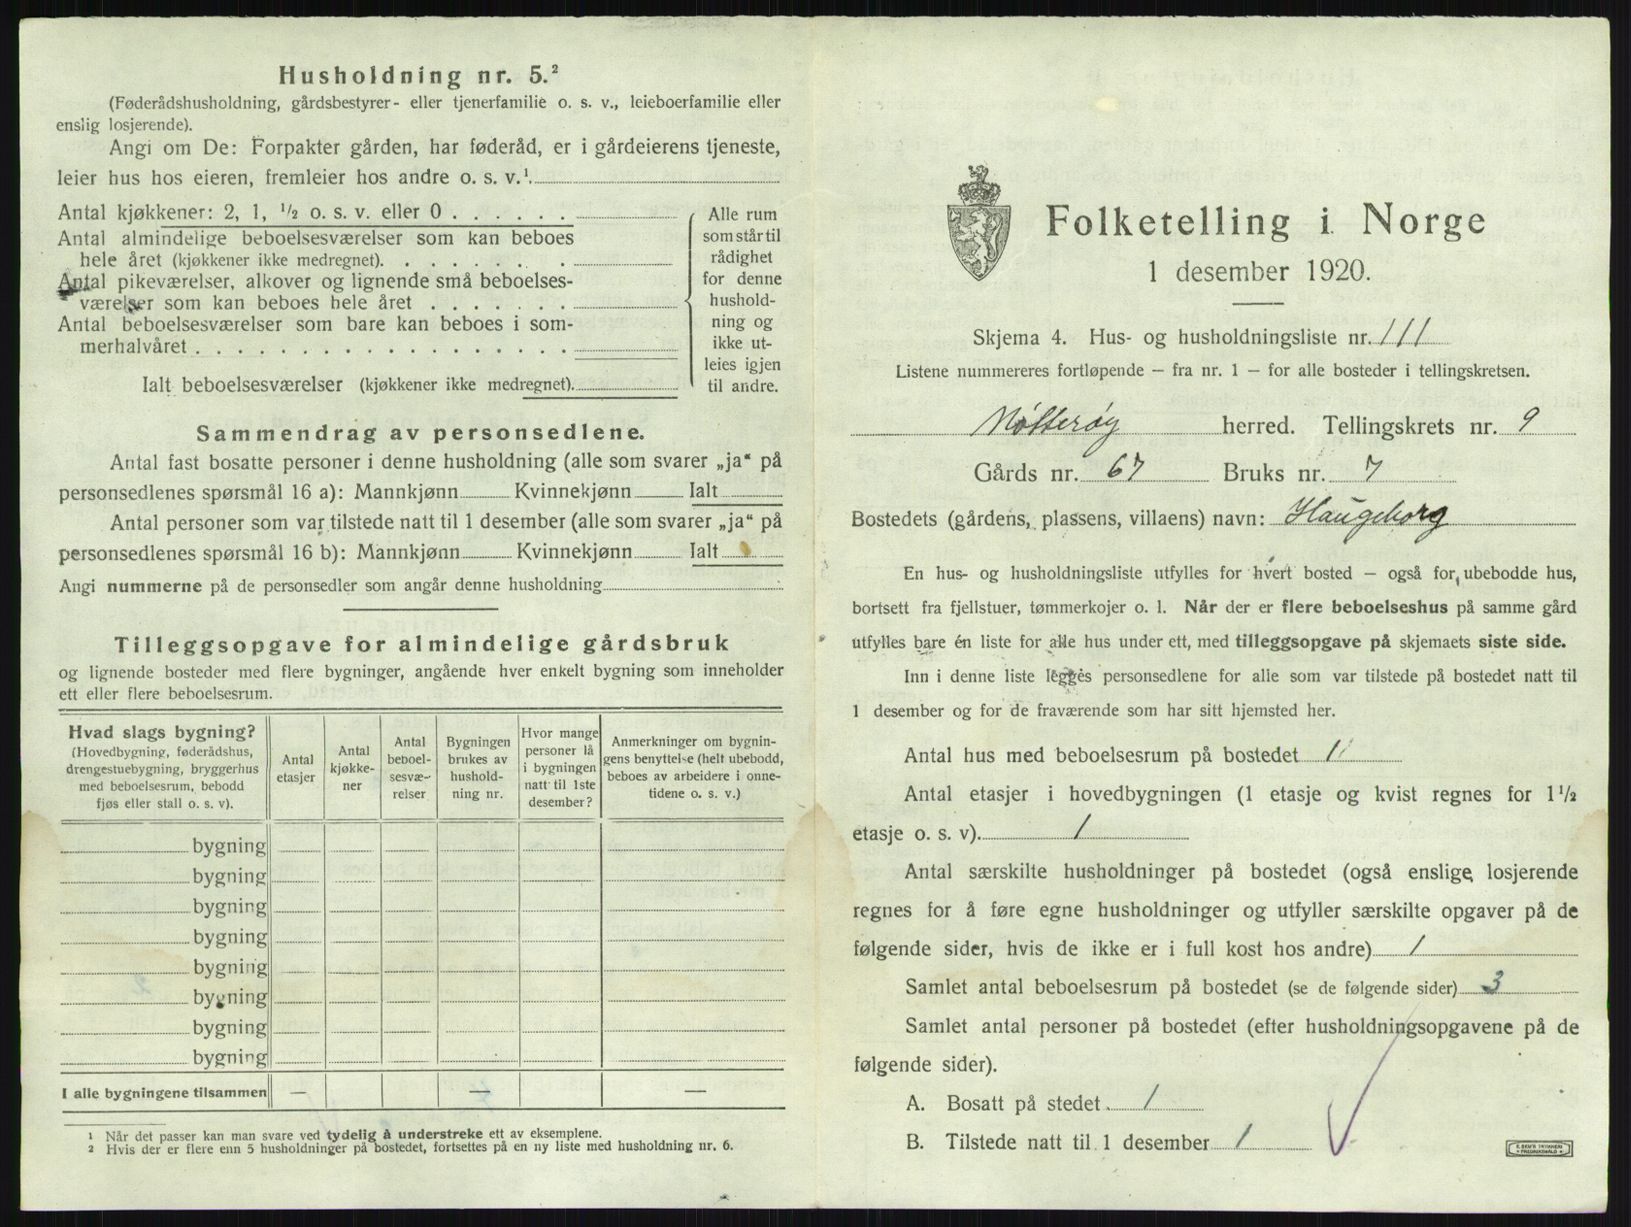 Husholdning nr. 5.²
(Føderådshusholdning, gårdsbestyrer- eller tjenerfamilie o. s. v., leieboerfamilie eller
enslig losjerende).
Angi om De: Forpakter gården, har føderåd, er i gårdeierens tjeneste,
leier hus hos eieren, fremleier hos andre o. s. v.¹
Antal kjøkkener: 2, 1, ½ o. s. v. eller 0 . . . . . .
Antal almindelige beboelsesværelser som kan beboes
hele året (kjøkkener ikke medregnet). . . . . . . .
Antal pikeværelser, alkover og lignende små beboelses-
værelser som kan beboes hele året . . . . . . .
Antal beboelsesværelser som bare kan beboes i som-
merhalvåret . . . . . . . . . . . . . . . . . .
Ialt beboelsesværelser (kjøkkener ikke medregnet).
Alle rum
som står til
rådighet
for denne
hushold-
ning og
ikke ut-
leies igjen
til andre.
Sammendrag av personsedlene.
Antal fast bosatte personer i denne husholdning (alle som svarer „ja“ på
personsedlenes spørsmål 16 a): Mannkjønn Kvinnekjønn Ialt
Antal personer som var tilstede natt til 1 desember (alle som svarer „ja“ på
personsedlenes spørsmål 16 b): Mannkjønn Kvinnekjønn Ialt
Angi nummerne på de personsedler som angår denne husholdning
Tilleggsopgave for almindelige gårdsbruk
og lignende bosteder med flere bygninger, angående hver enkelt bygning som inneholder
ett eller flere beboelsesrum.
Hvad slags bygning?
(Hovedbygning, føderådshus,
drengestuebygning, bryggerhus
med beboelsesrum, bebodd
fjøs eller stall o. s. v).
Antal
etasjer
Antal
kjøkke-
ner
Antal
beboel-
sesvæ-
relser
Bygningen
brukes av
hushold-
ning nr.
Hvor mange
personer lå
i bygningen
natt til 1ste
desember?
Anmerkninger om bygnin-
gens benyttelse (helt ubebodd,
beboes av arbeidere i onne-
tidene o. s. v.)
bygning
bygning
bygning
bygning
bygning
bygning
bygning
bygning
I alle bygningene tilsammen — — —
¹ Når det passer kan man svare ved tydelig å understreke ett av eksemplene.
² Hvis der er flere enn 5 husholdninger på bostedet, fortsettes på en ny liste med husholdning nr. 6.
Folketelling i Norge
1 desember 1920.
Skjema 4. Hus- og husholdningsliste nr. 111
Listene nummereres fortløpende — fra nr. 1 — for alle bosteder i tellingskretsen.
Nøtterøy herred. Tellingskrets nr. 9
Gårds nr. 67 Bruks nr. 7
Bostedets (gårdens, plassens, villaens) navn: Haugeborg
En hus- og husholdningsliste utfylles for hvert bosted — også for ubebodde hus,
bortsett fra fjellstuer, tømmerkojer o. l. Når der er flere beboelseshus på samme gård
utfylles bare én liste for alle hus under ett, med tilleggsopgave på skjemaets siste side.
Inn i denne liste legges personsedlene for alle som var tilstede på bostedet natt til
1 desember og for de fraværende som har sitt hjemsted her.
Antal hus med beboelsesrum på bostedet 1
Antal etasjer i hovedbygningen (1 etasje og kvist regnes for 1½
etasje o. s. v). 1
Antal særskilte husholdninger på bostedet (også enslige losjerende
regnes for å føre egne husholdninger og utfyller særskilte opgaver på de
følgende sider, hvis de ikke er i full kost hos andre) 1
Samlet antal beboelsesrum på bostedet (se de følgende sider) 3
Samlet antal personer på bostedet (efter husholdningsopgavene på de
følgende sider).
A. Bosatt på stedet 1
B. Tilstede natt til 1 desember 1